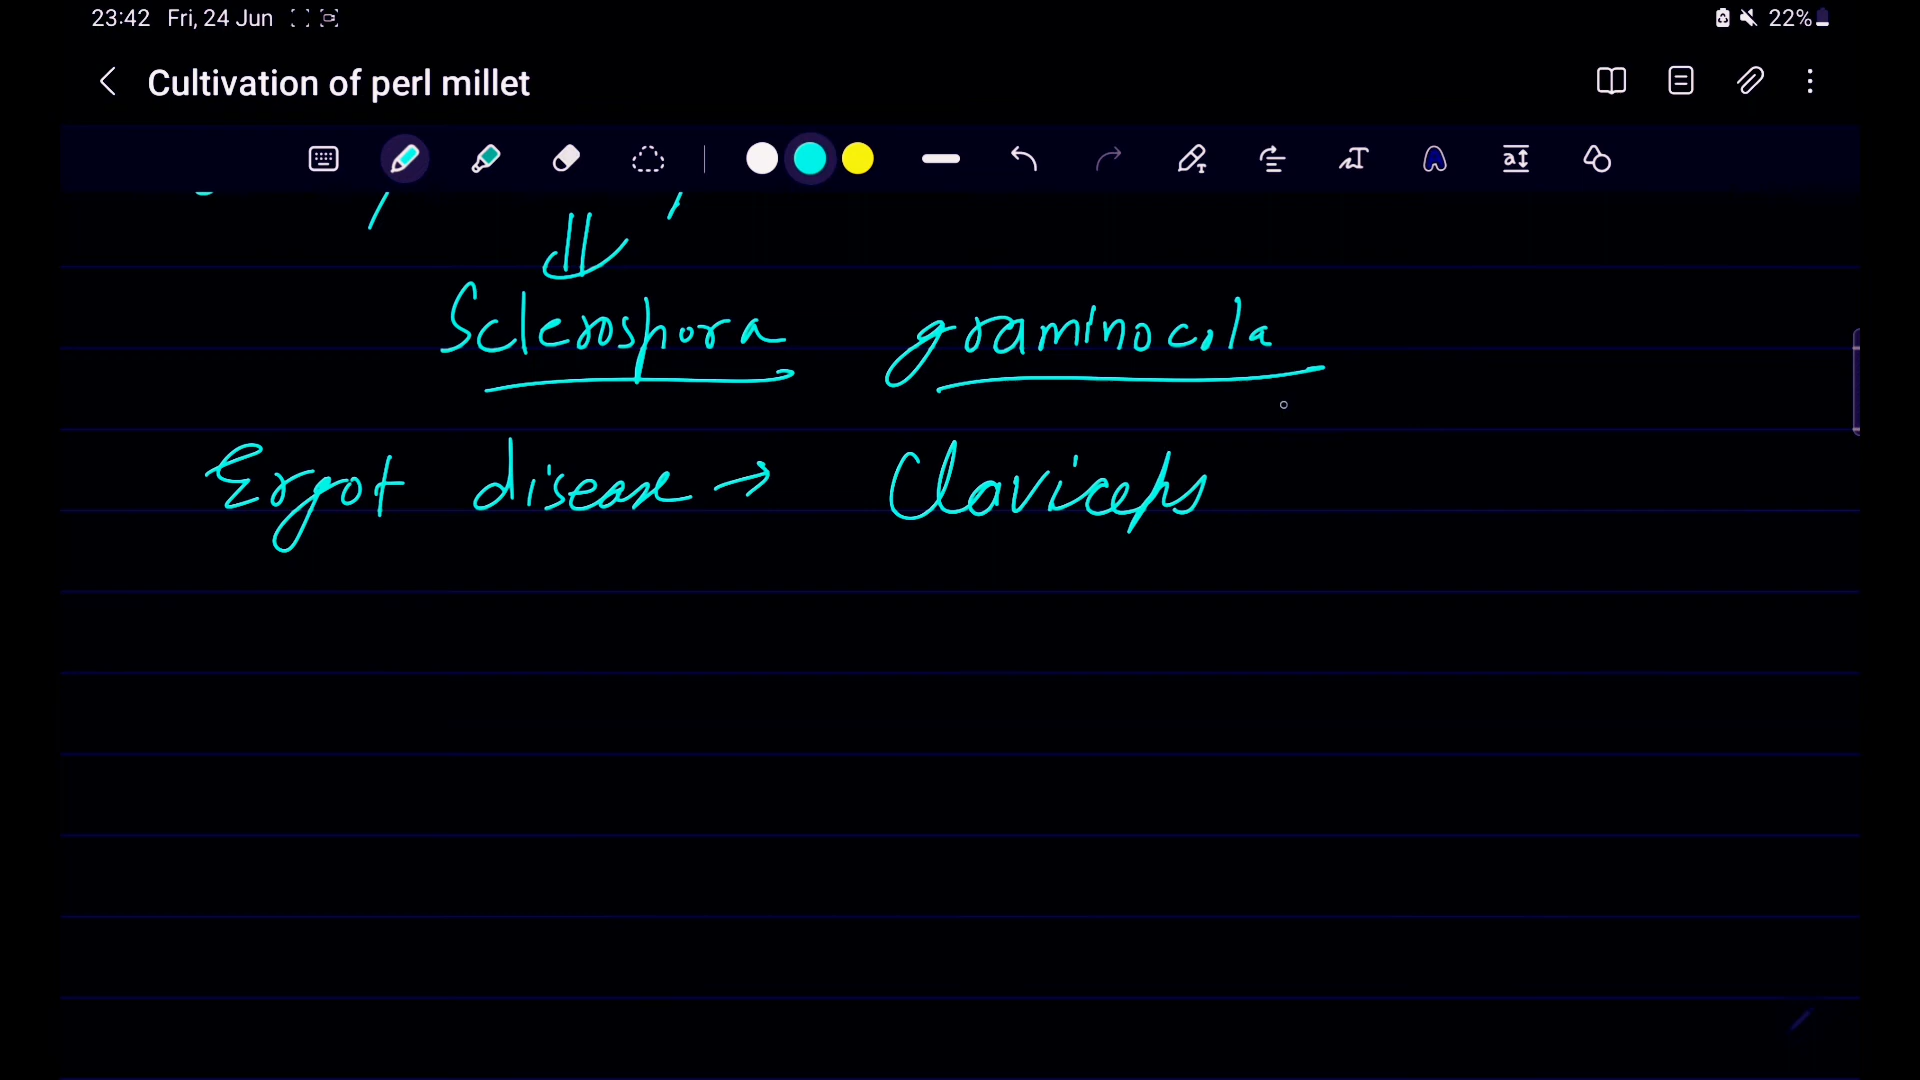 23:42 Fri, 24 Jun 22%
Cultivation of perl millet
Sclerospora graminocola
Ergot disease → Claviceps